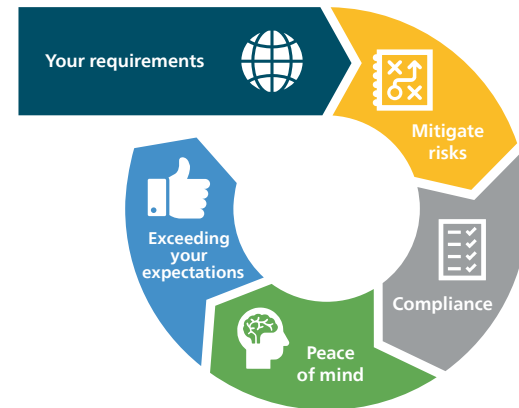 Your requirements
Mitigate
risks
Compliance
Peace
of mind
Exceeding
your
expectations